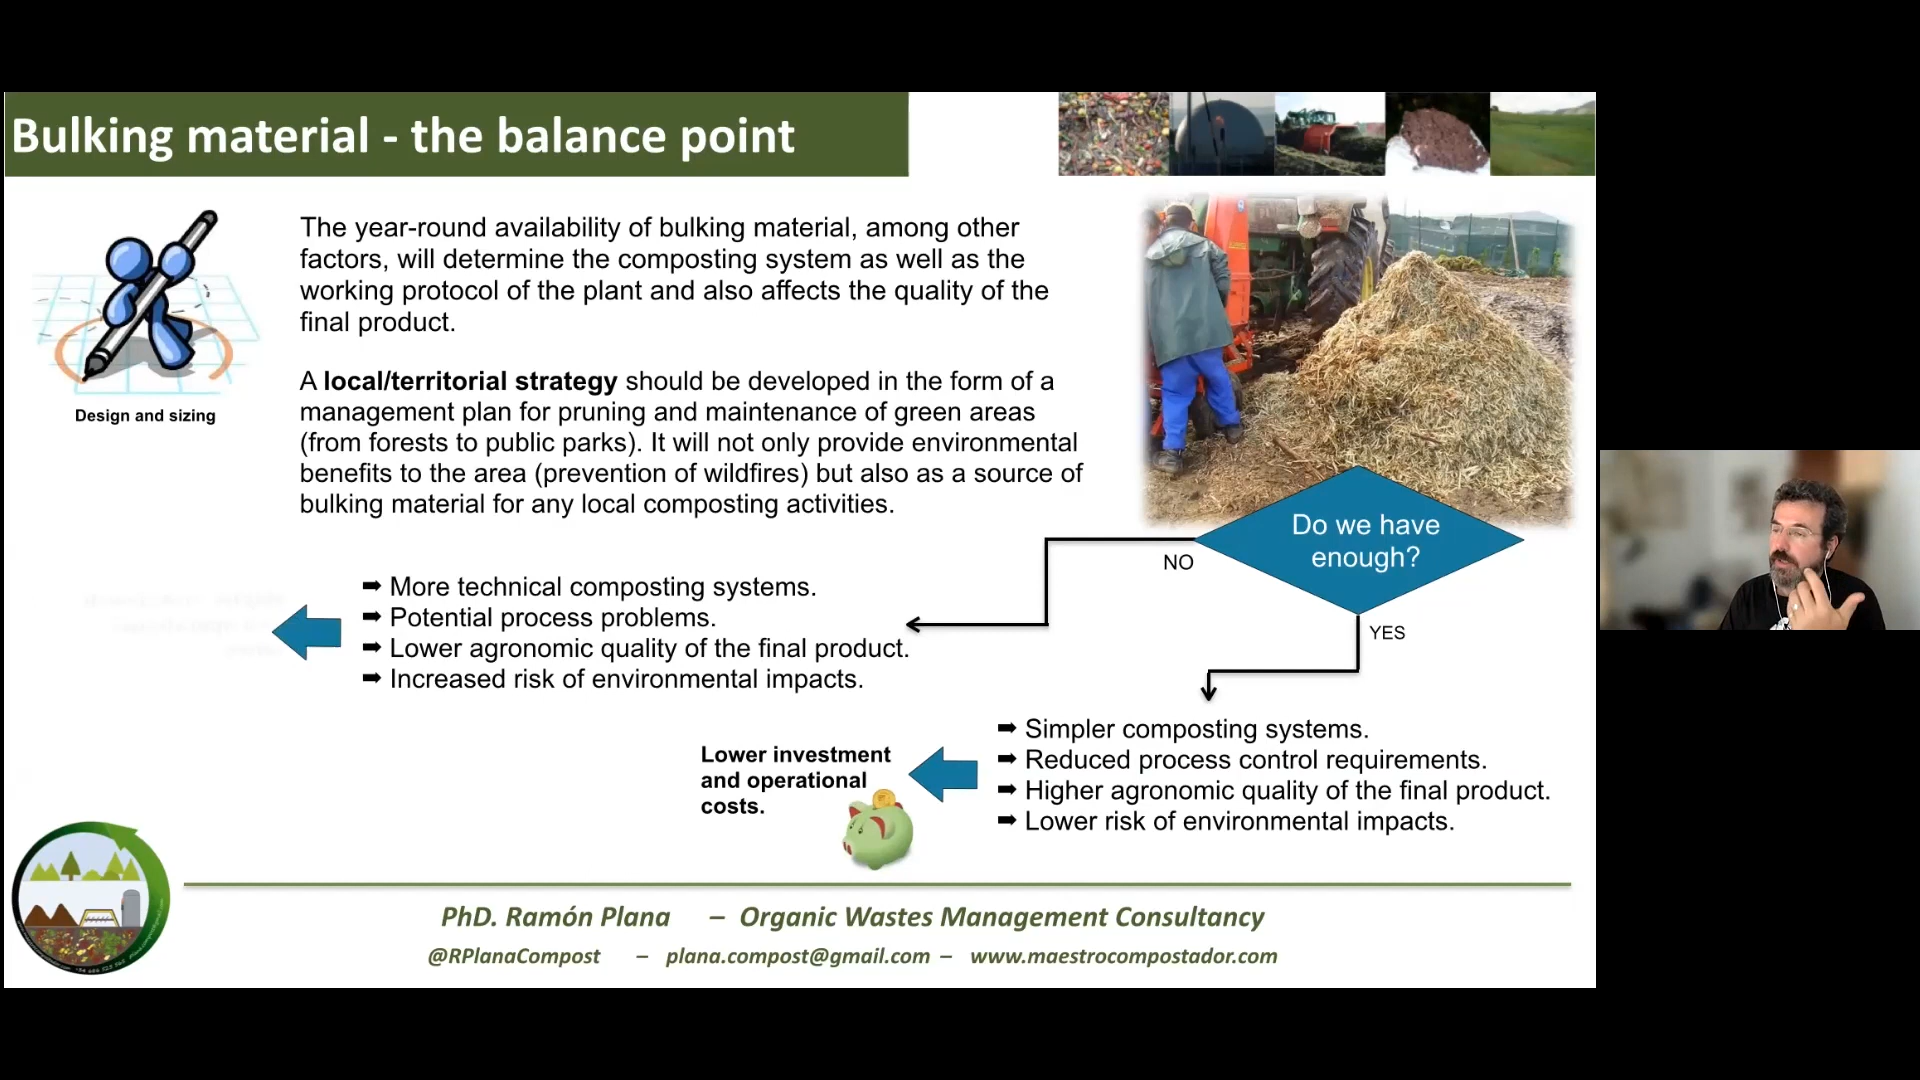 Bulking material - the balance point
The year-round availability of bulking material, among other
factors, will determine the composting system as well as the
working protocol of the plant and also affects the quality of the
final product.
Design and sizing
A local/territorial strategy should be developed in the form of a
management plan for pruning and maintenance of green areas
(from forests to public parks). It will not only provide environmental
benefits to the area (prevention of wildfires) but also as a source of
bulking material for any local composting activities.
Do we have
enough?
NO
➡ More technical composting systems.
➡ Potential process problems.
➡ Lower agronomic quality of the final product.
➡ Increased risk of environmental impacts.
YES
➡ Simpler composting systems.
➡ Reduced process control requirements.
➡ Higher agronomic quality of the final product.
➡ Lower risk of environmental impacts.
Lower investment
and operational
costs.
PhD. Ramón Plana – Organic Wastes Management Consultancy
@RPlanaCompost – plana.compost@gmail.com – www.maestrocompostador.com